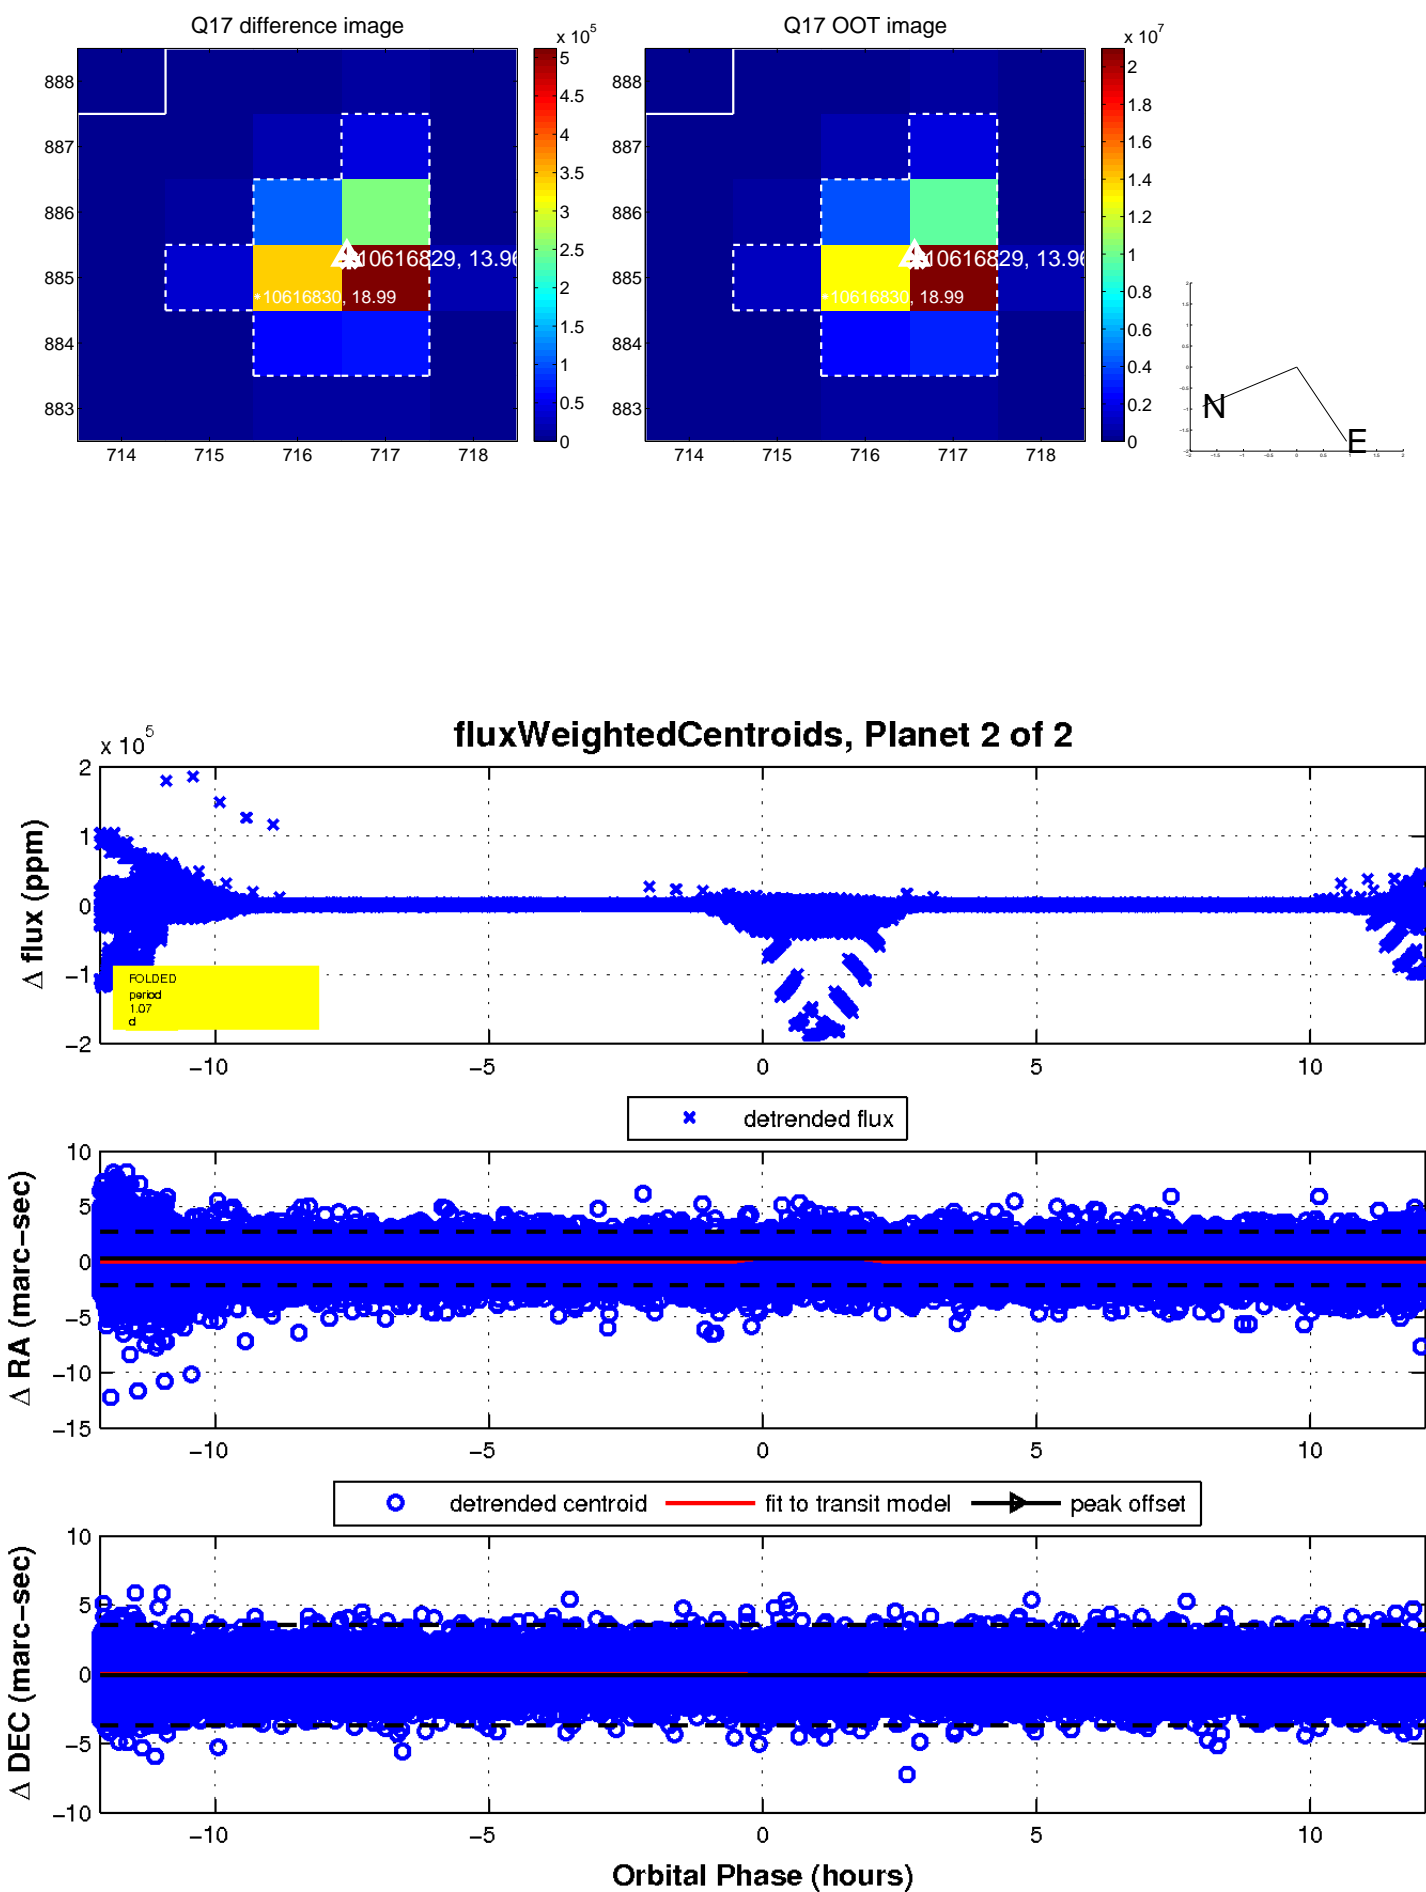 Q17 difference image
Q17 OOT image
x 10^5
x 10^7
888
887
886
885
884
883
714 715 716 717 718
5
4.5
4
3.5
3
2.5
2
1.5
1
0.5
0
10616829, 13.96
10616830, 18.99
888
887
886
885
884
883
714 715 716 717 718
2
1.8
1.6
1.4
1.2
1
0.8
0.6
0.4
0.2
0
10616829, 13.96
10616830, 18.99
N
E
fluxWeightedCentroids, Planet 2 of 2
x 10^5
Δ flux (ppm)
2
1
0
−1
−2
FOLDED
period
1.07
d
−10 −5 0 5 10
detrended flux
Δ RA (marc−sec)
10
5
0
−5
−10
−15
−10 −5 0 5 10
detrended centroid fit to transit model peak offset
Δ DEC (marc−sec)
10
5
0
−5
−10
−10 −5 0 5 10
Orbital Phase (hours)